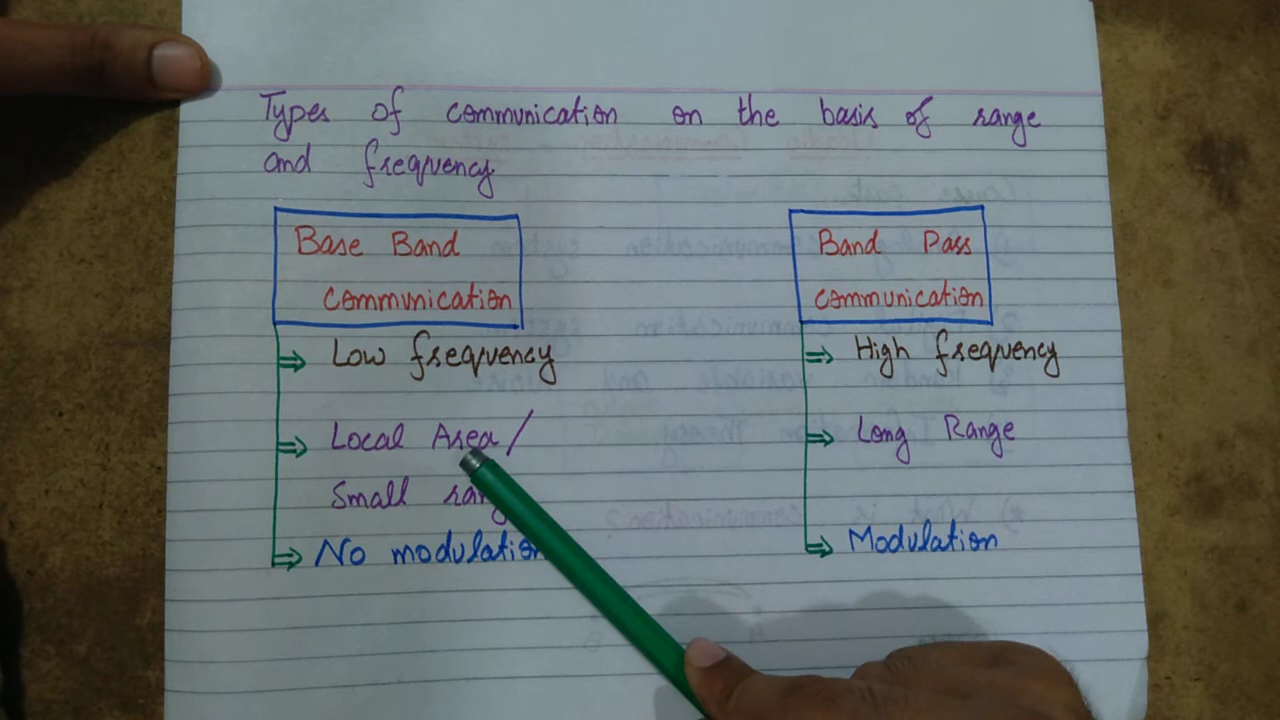 Types of communication on the basis of range
and frequency.
Base Band
Communication
Low frequency
Local Area/
Small
No modulation
Band Pass
Communication
High frequency
Long Range
Modulation